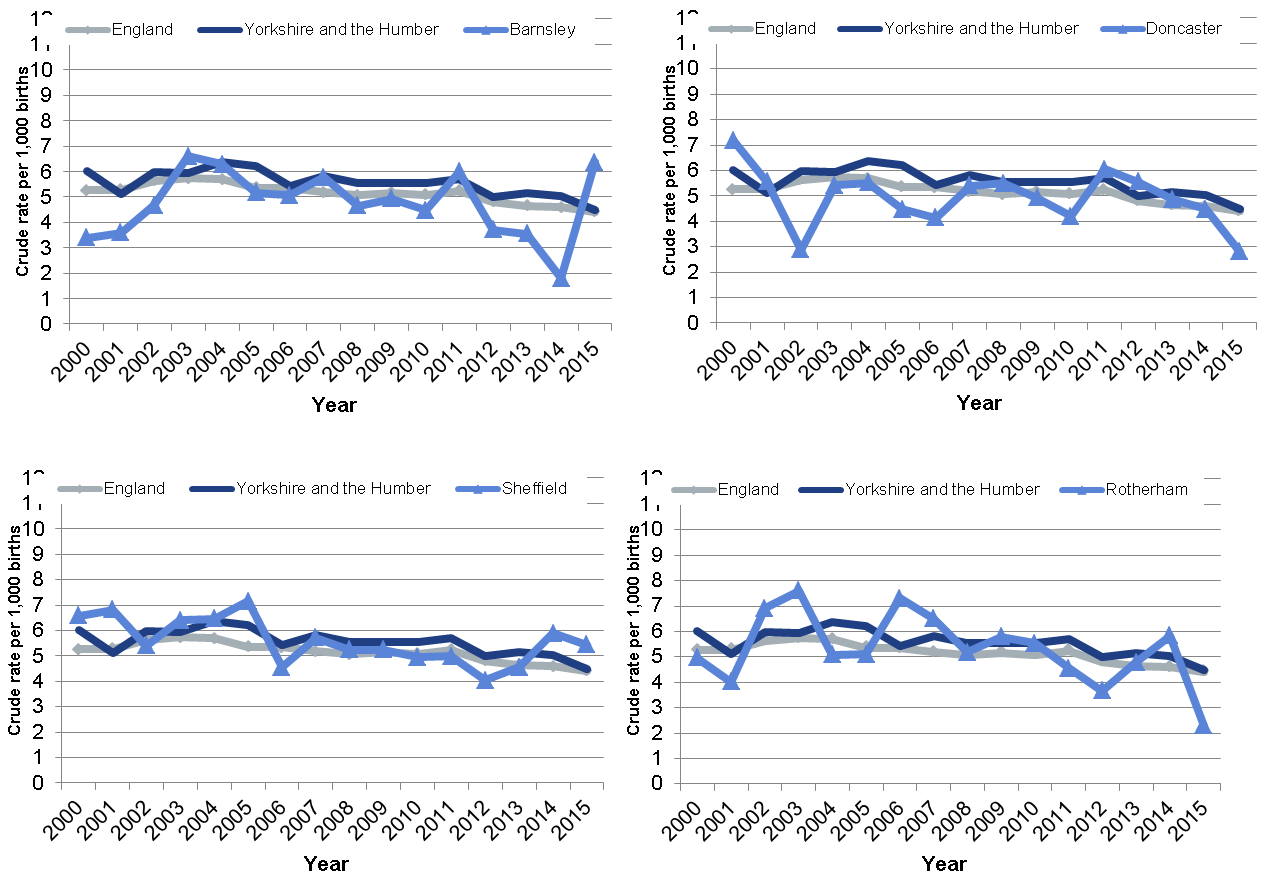 England Yorkshire and the Humber Barnsley
Crude rate per 1,000 births
10
9
8
7
6
5
4
3
2
1
0
2000 2001 2002 2003 2004 2005 2006 2007 2008 2009 2010 2011 2012 2013 2014 2015
Year
England Yorkshire and the Humber Doncaster
Crude rate per 1,000 births
10
9
8
7
6
5
4
3
2
1
0
2000 2001 2002 2003 2004 2005 2006 2007 2008 2009 2010 2011 2012 2013 2014 2015
Year
England Yorkshire and the Humber Sheffield
Crude rate per 1,000 births
10
9
8
7
6
5
4
3
2
1
0
2000 2001 2002 2003 2004 2005 2006 2007 2008 2009 2010 2011 2012 2013 2014 2015
Year
England Yorkshire and the Humber Rotherham
Crude rate per 1,000 births
10
9
8
7
6
5
4
3
2
1
0
2000 2001 2002 2003 2004 2005 2006 2007 2008 2009 2010 2011 2012 2013 2014 2015
Year